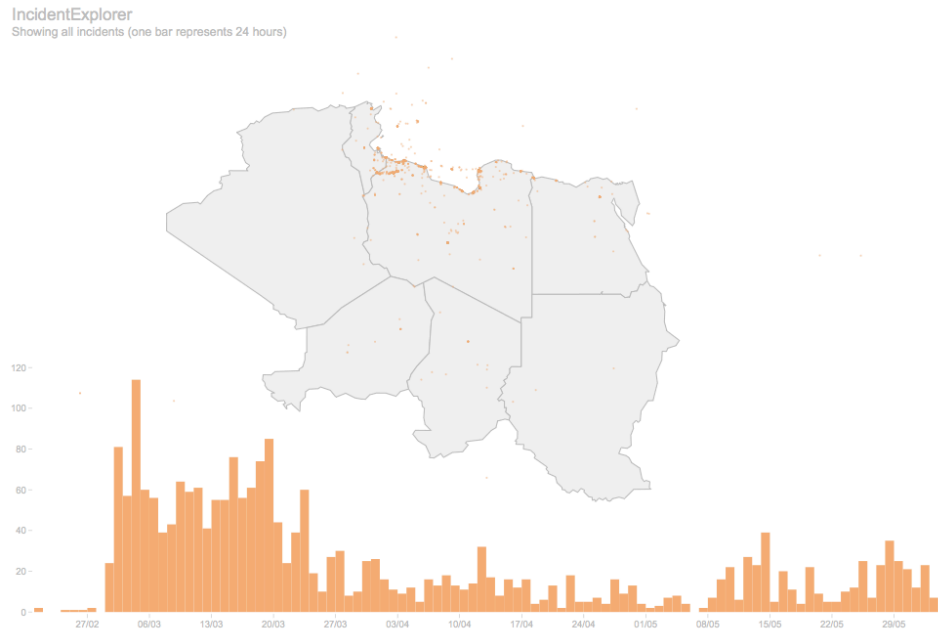 IncidentExplorer
Showing all incidents (one bar represents 24 hours)
120
100
80
60
40
20
0
27/02 06/03 13/03 20/03 27/03 03/04 10/04 17/04 24/04 01/05 08/05 15/05 22/05 29/05